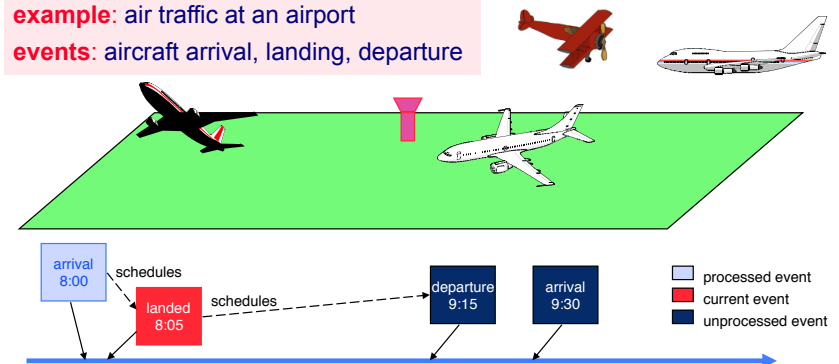 example: air traffic at an airport
events: aircraft arrival, landing, departure
arrival
8:00
schedules
landed
8:05
schedules
departure
9:15
arrival
9:30
processed event
current event
unprocessed event